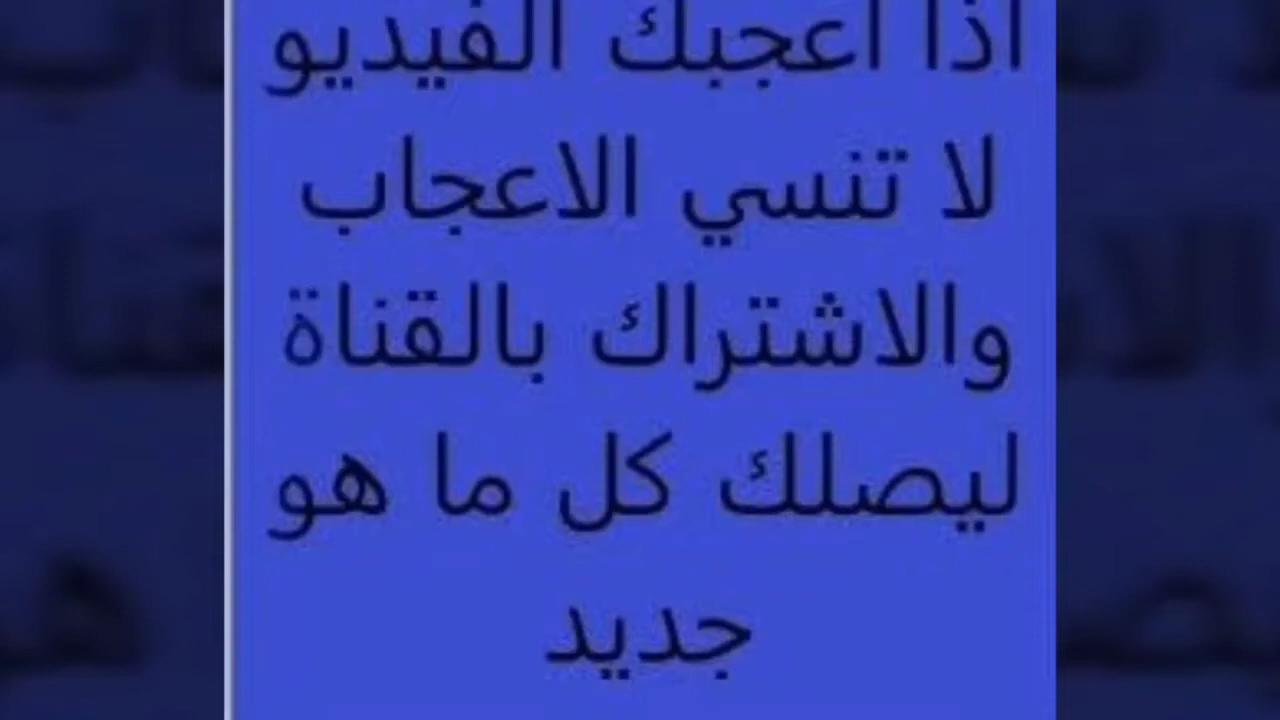 اذا اعجبك الفيديو
لا تنسي الاعجاب
والاشتراك بالقناة
ليصلك كل ما هو
جديد